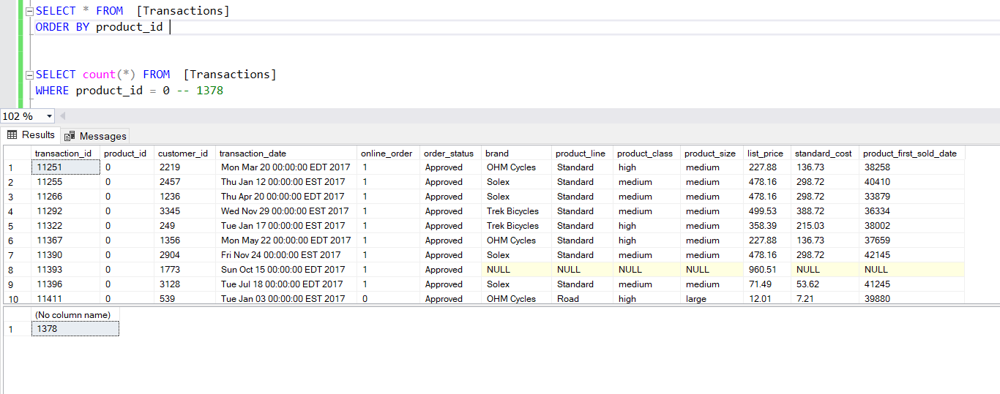 SELECT * FROM [Transactions]
ORDER BY product_id
SELECT count(*) FROM [Transactions]
WHERE product_id = 0 -- 1378
102 %
Results Messages
transaction_id product_id customer_id transaction_date online_order order_status brand product_line product_class product_size list_price standard_cost product_first_sold_date
1 11251 0 2219 Mon Mar 20 00:00:00 EDT 2017 1 Approved OHM Cycles Standard high medium 227.88 136.73 38258
2 11255 0 2457 Thu Jan 12 00:00:00 EST 2017 1 Approved Solex Standard medium medium 478.16 298.72 40410
3 11266 0 1236 Thu Apr 20 00:00:00 EDT 2017 1 Approved Solex Standard medium medium 478.16 298.72 33879
4 11292 0 3345 Wed Nov 29 00:00:00 EST 2017 1 Approved Trek Bicycles Standard medium medium 499.53 388.72 36334
5 11322 0 249 Tue Jan 17 00:00:00 EST 2017 1 Approved Trek Bicycles Standard high medium 358.39 215.03 38002
6 11367 0 1356 Mon May 22 00:00:00 EDT 2017 1 Approved OHM Cycles Standard high medium 227.88 136.73 37659
7 11390 0 2904 Fri Nov 24 00:00:00 EST 2017 1 Approved Solex Standard medium medium 478.16 298.72 42145
8 11393 0 1773 Sun Oct 15 00:00:00 EDT 2017 1 Approved NULL NULL NULL NULL 960.51 NULL NULL
9 11396 0 3128 Tue Jul 18 00:00:00 EDT 2017 1 Approved Solex Standard medium medium 71.49 53.62 41245
10 11411 0 539 Tue Jan 03 00:00:00 EST 2017 0 Approved OHM Cycles Road high large 12.01 7.21 39880
(No column name)
1 1378